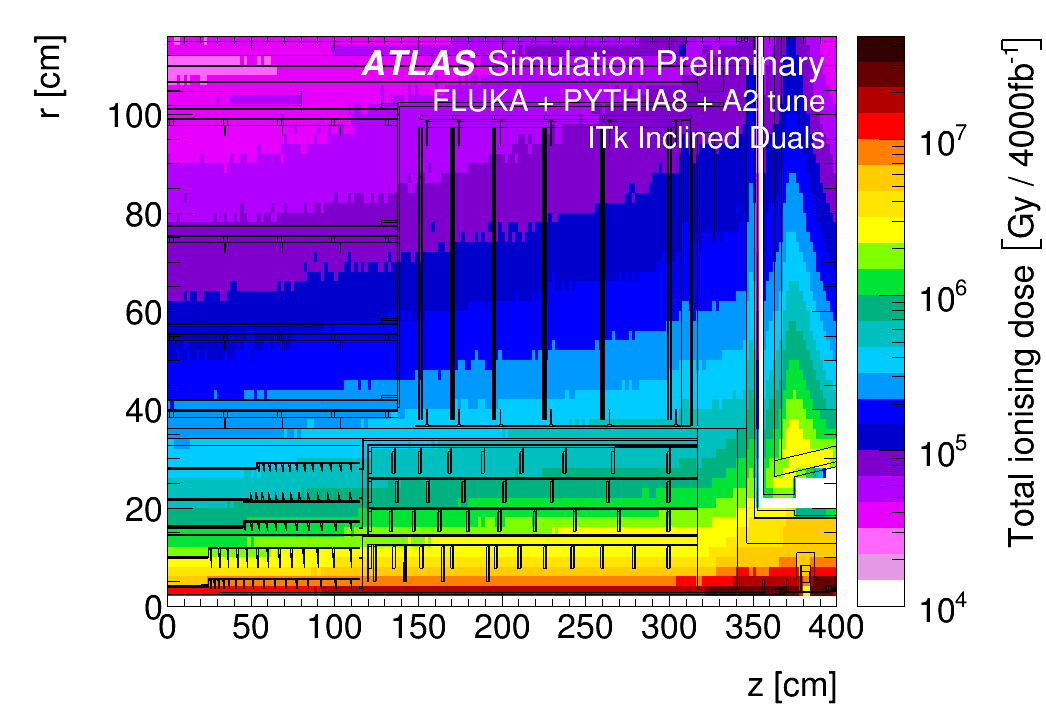 r [cm]
ATLAS Simulation Preliminary
FLUKA + PYTHIA8 + A2 tune
ITk Inclined Duals
100
80
60
40
20
0
0 50 100 150 200 250 300 350 400
z [cm]
10⁷
10⁶
10⁵
10⁴
Total ionising dose [Gy / 4000fb⁻¹]